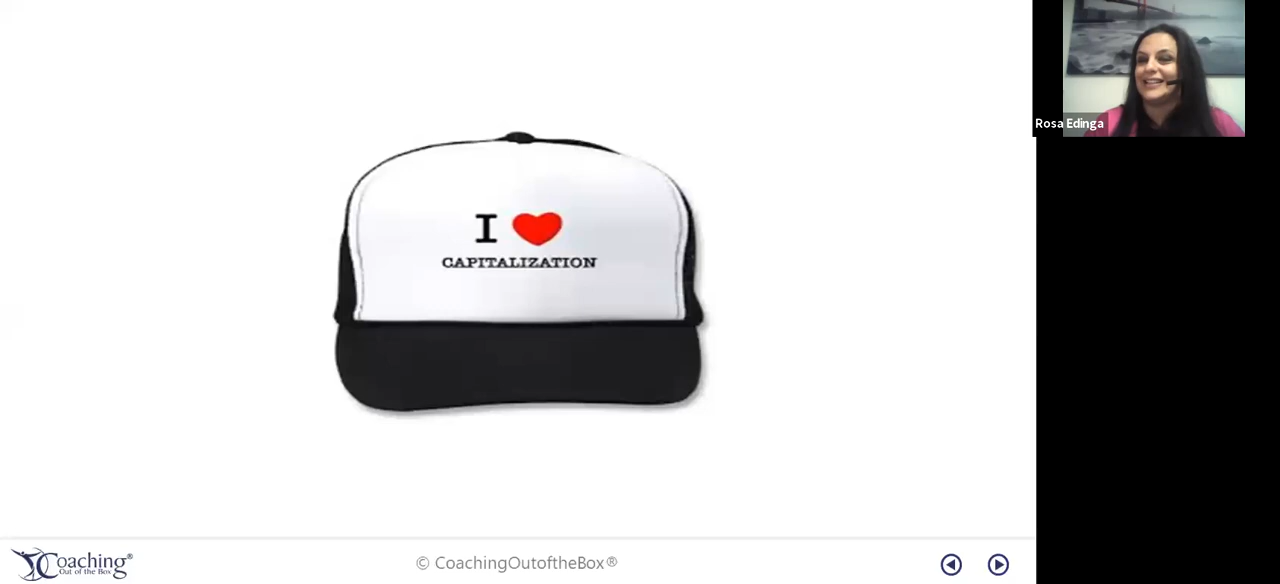 I
CAPITALIZATION
Rosa Edinga
Coaching®
Out of the Box
© CoachingOutoftheBox®